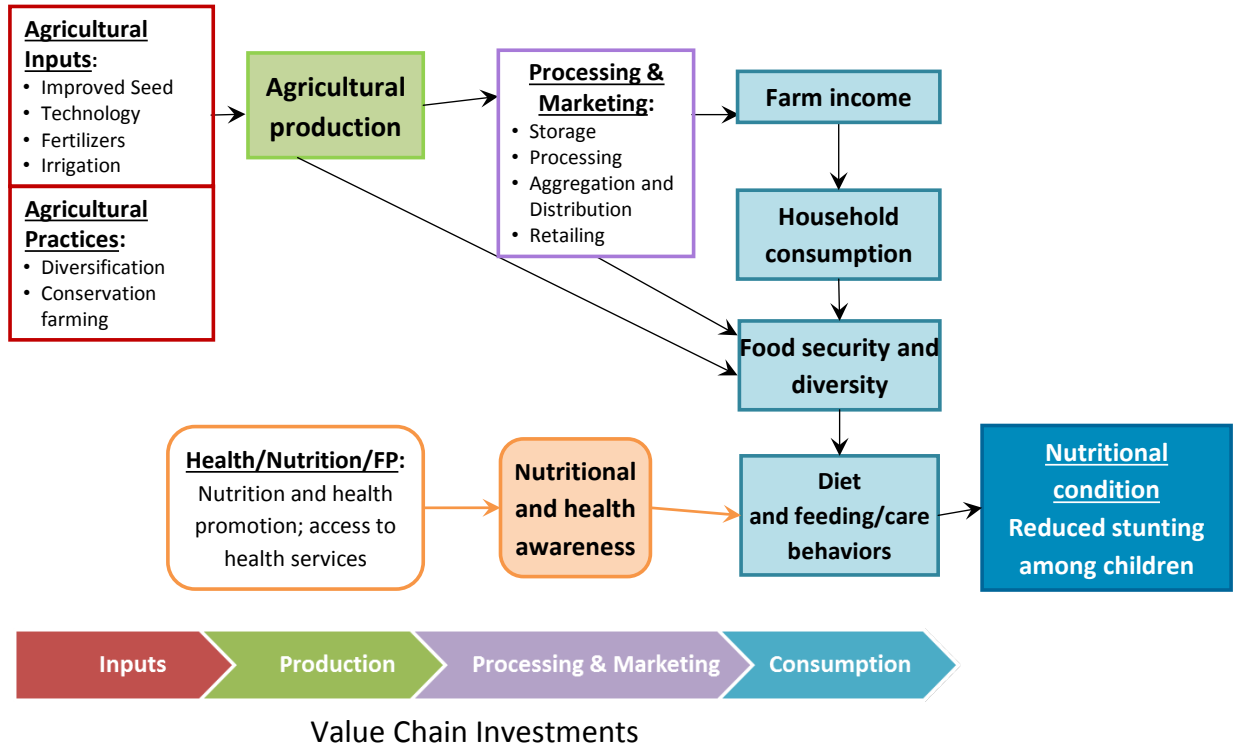 Agricultural
Inputs:
• Improved Seed
• Technology
• Fertilizers
• Irrigation
Agricultural
Practices:
• Diversification
• Conservation
farming
Agricultural
production
Processing &
Marketing:
• Storage
• Processing
• Aggregation and
Distribution
• Retailing
Farm income
Household
consumption
Food security and
diversity
Health/Nutrition/FP:
Nutrition and health
promotion; access to
health services
Nutritional
and health
awareness
Diet
and feeding/care
behaviors
Nutritional
condition
Reduced stunting
among children
Inputs
Production
Processing & Marketing
Consumption
Value Chain Investments